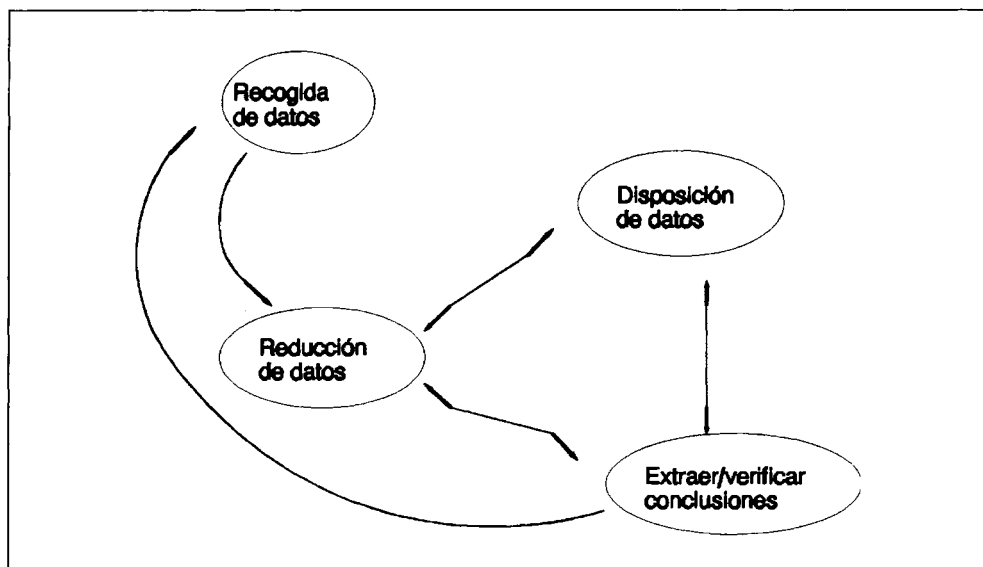 Recogida
de datos
Disposición
de datos
Reducción
de datos
Extraer/verificar
conclusiones